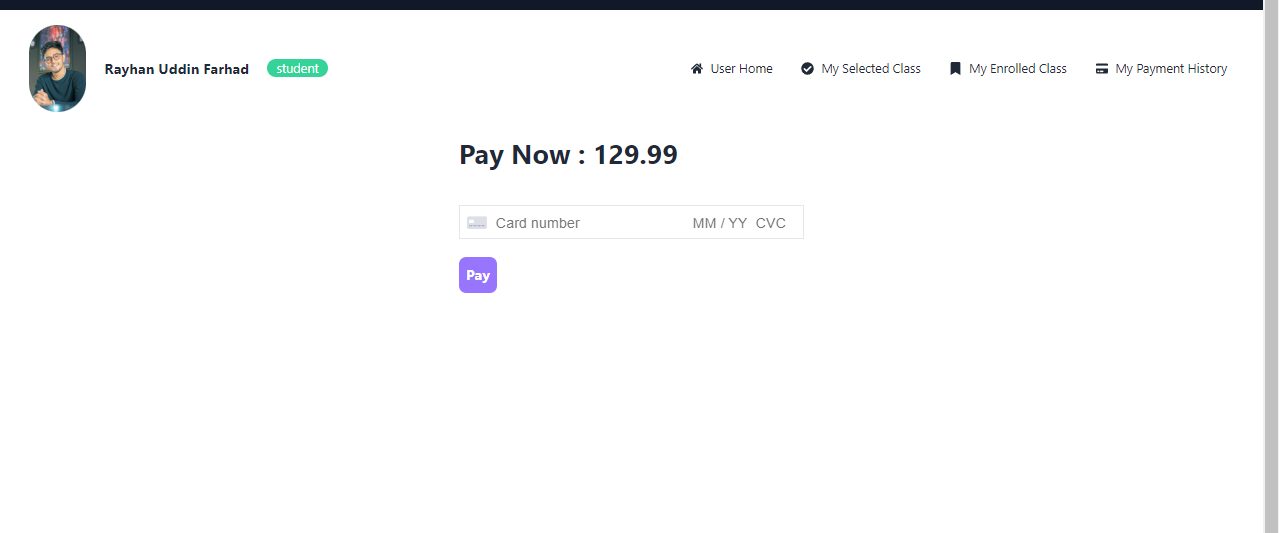 Rayhan Uddin Farhad student User Home My Selected Class My Enrolled Class My Payment History
Pay Now : 129.99
Card number MM / YY CVC
Pay